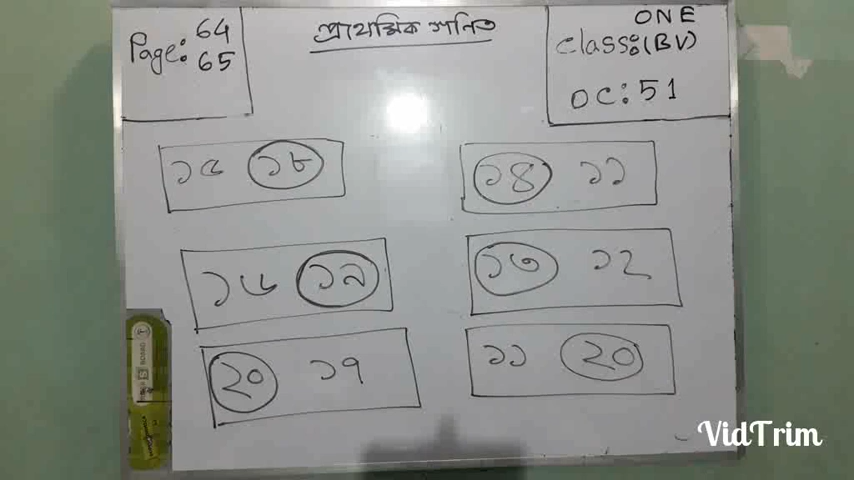 Page: 64
65
প্রাথমিক গনিত
ONE
Class:(BV)
OC: 51
১৫ ১৮
১৪ ১১
১৬ ১৯
১৩ ১২
২০ ১৭
১১ ২০
VidTrim